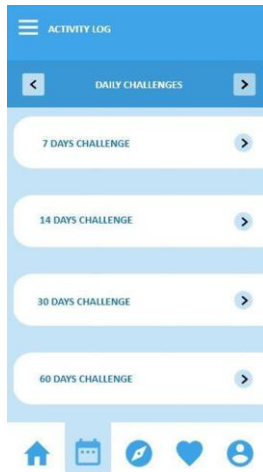 ACTIVITY LOG
DAILY CHALLENGES
7 DAYS CHALLENGE
14 DAYS CHALLENGE
30 DAYS CHALLENGE
60 DAYS CHALLENGE